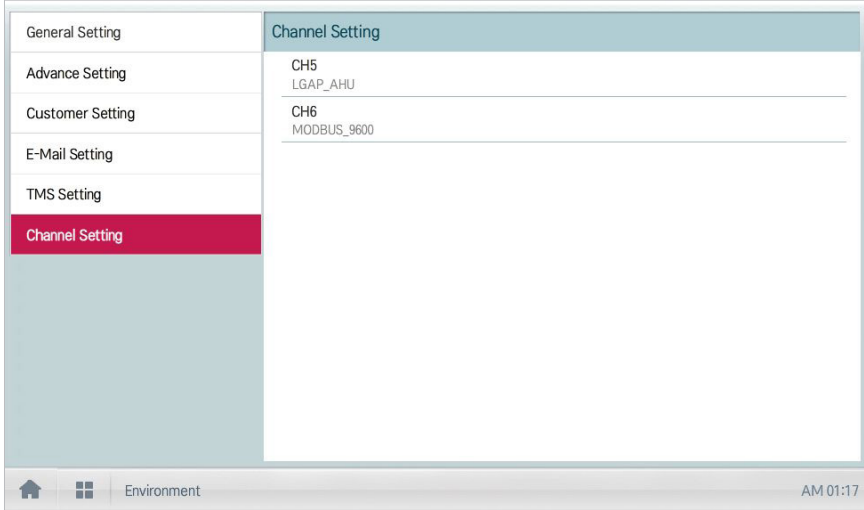 General Setting
Advance Setting
Customer Setting
E-Mail Setting
TMS Setting
Channel Setting
Channel Setting
CH5
LGAP_AHU
CH6
MODBUS_9600
Environment
AM 01:17